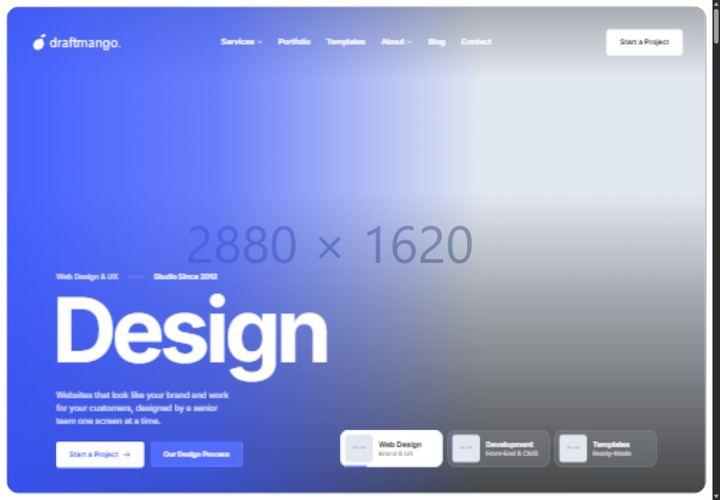 draftmango.
Services Portfolio Templates About Blog Contact
Start a Project
2880 × 1620
Web Design & UX Studio Since 2012
Design
Websites that look like your brand and work
for your customers, designed by a senior
team one screen at a time.
Start a Project → Our Design Process
Web Design
Brand & UX
Development
Front-End & CMS
Templates
Ready-Made